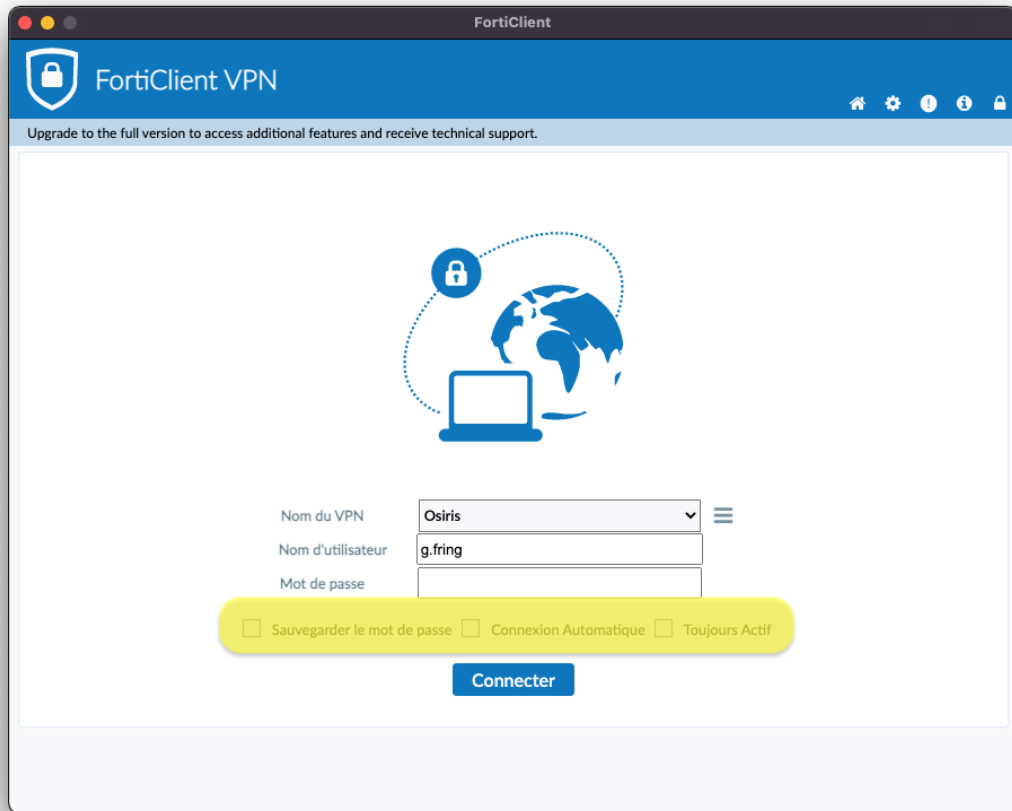 FortiClient
FortiClient VPN
Upgrade to the full version to access additional features and receive technical support.
Nom du VPN Osiris
Nom d'utilisateur g.fring
Mot de passe
Sauvegarder le mot de passe Connexion Automatique Toujours Actif
Connecter